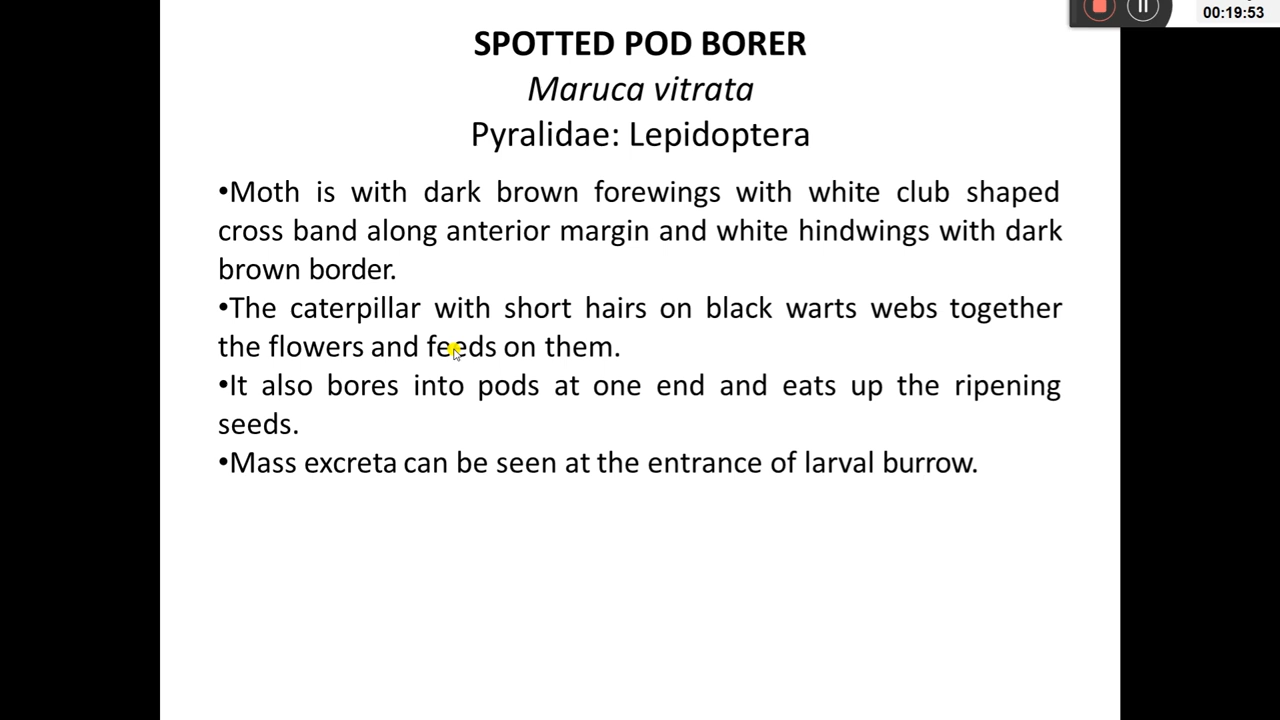 00:19:53
SPOTTED POD BORER
Maruca vitrata
Pyralidae: Lepidoptera
•Moth is with dark brown forewings with white club shaped
cross band along anterior margin and white hindwings with dark
brown border.
•The caterpillar with short hairs on black warts webs together
the flowers and feeds on them.
•It also bores into pods at one end and eats up the ripening
seeds.
•Mass excreta can be seen at the entrance of larval burrow.